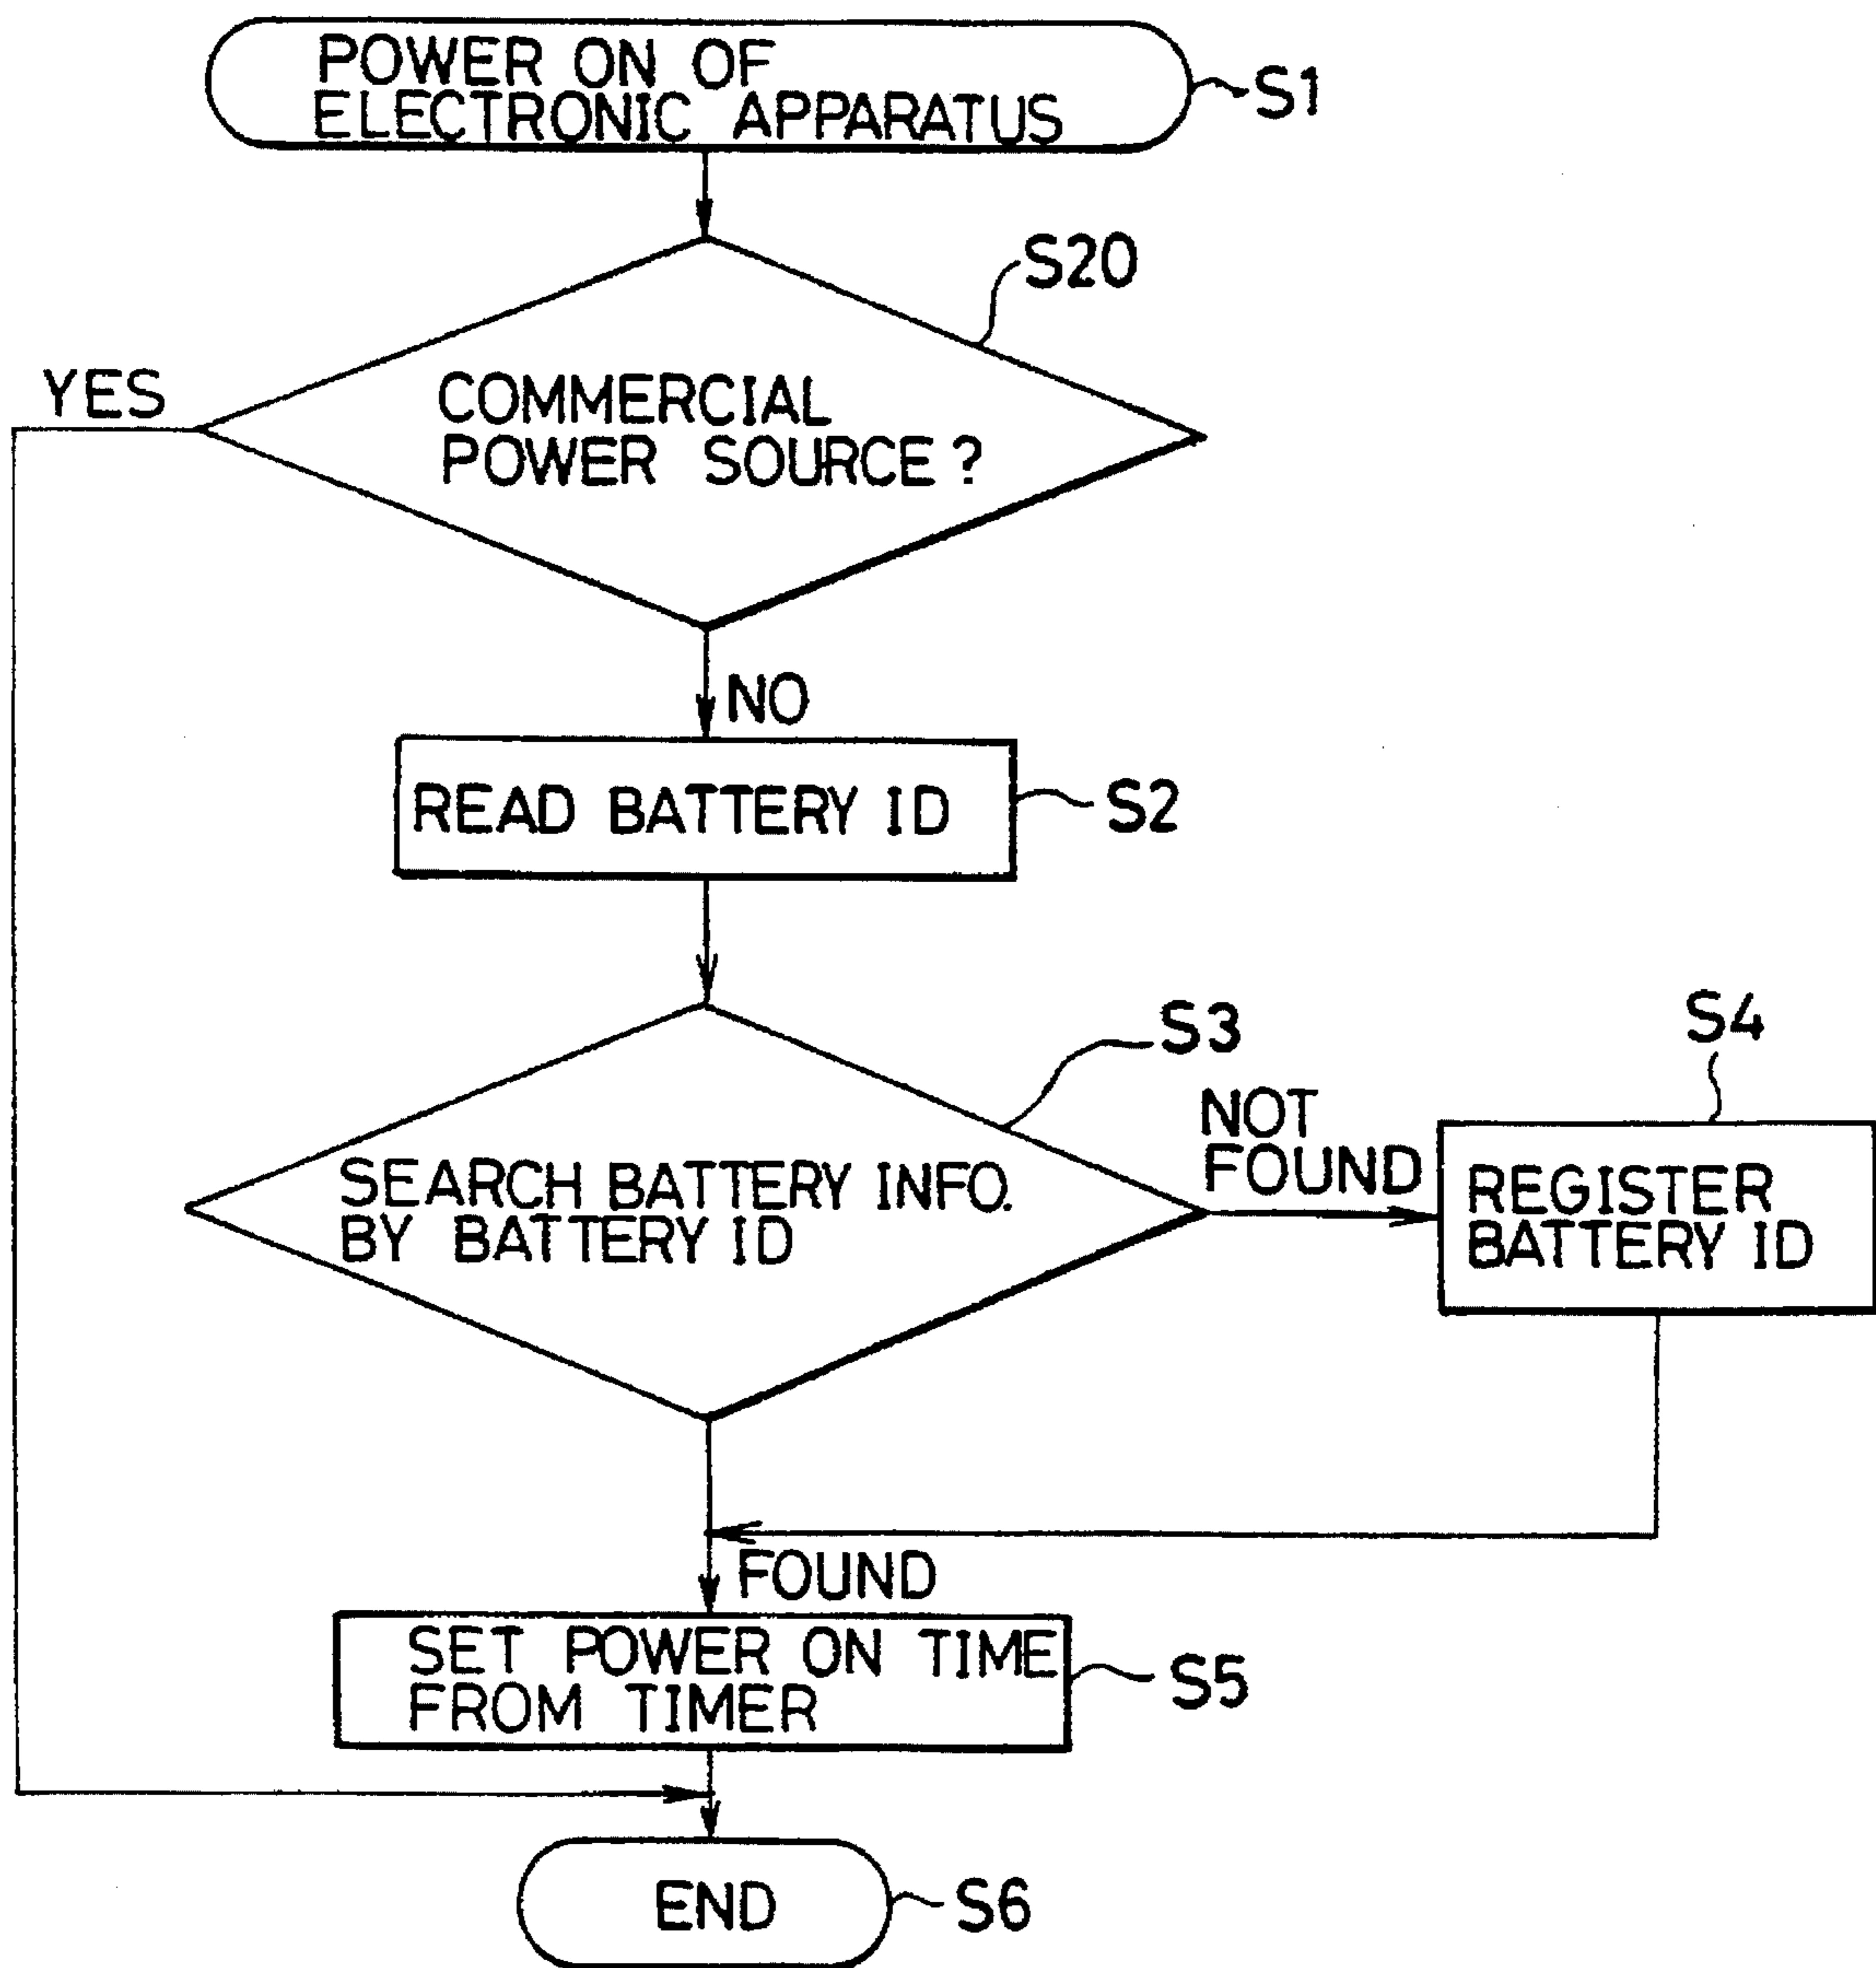 POWER ON OF
ELECTRONIC APPARATUS
S1
S20
YES
COMMERCIAL
POWER SOURCE?
NO
READ BATTERY ID
S2
S3
S4
NOT
FOUND
SEARCH BATTERY INFO.
BY BATTERY ID
REGISTER
BATTERY ID
FOUND
SET POWER ON TIME
FROM TIMER
S5
END
S6